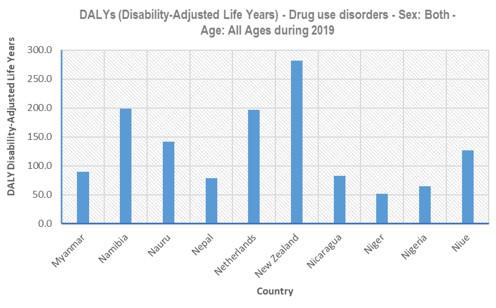 DALYs (Disability-Adjusted Life Years) - Drug use disorders - Sex: Both -
Age: All Ages during 2019
DALY Disability-Adjusted Life Years
300.0
250.0
200.0
150.0
100.0
50.0
0.0
Myanmar
Namibia
Nauru
Nepal
Netherlands
New Zealand
Nicaragua
Niger
Nigeria
Niue
Country